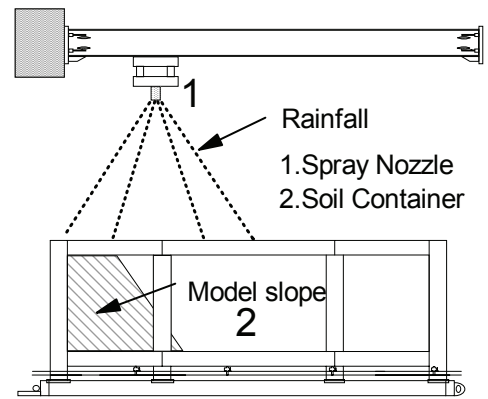 1
Rainfall
1.Spray Nozzle
2.Soil Container
Model slope
2